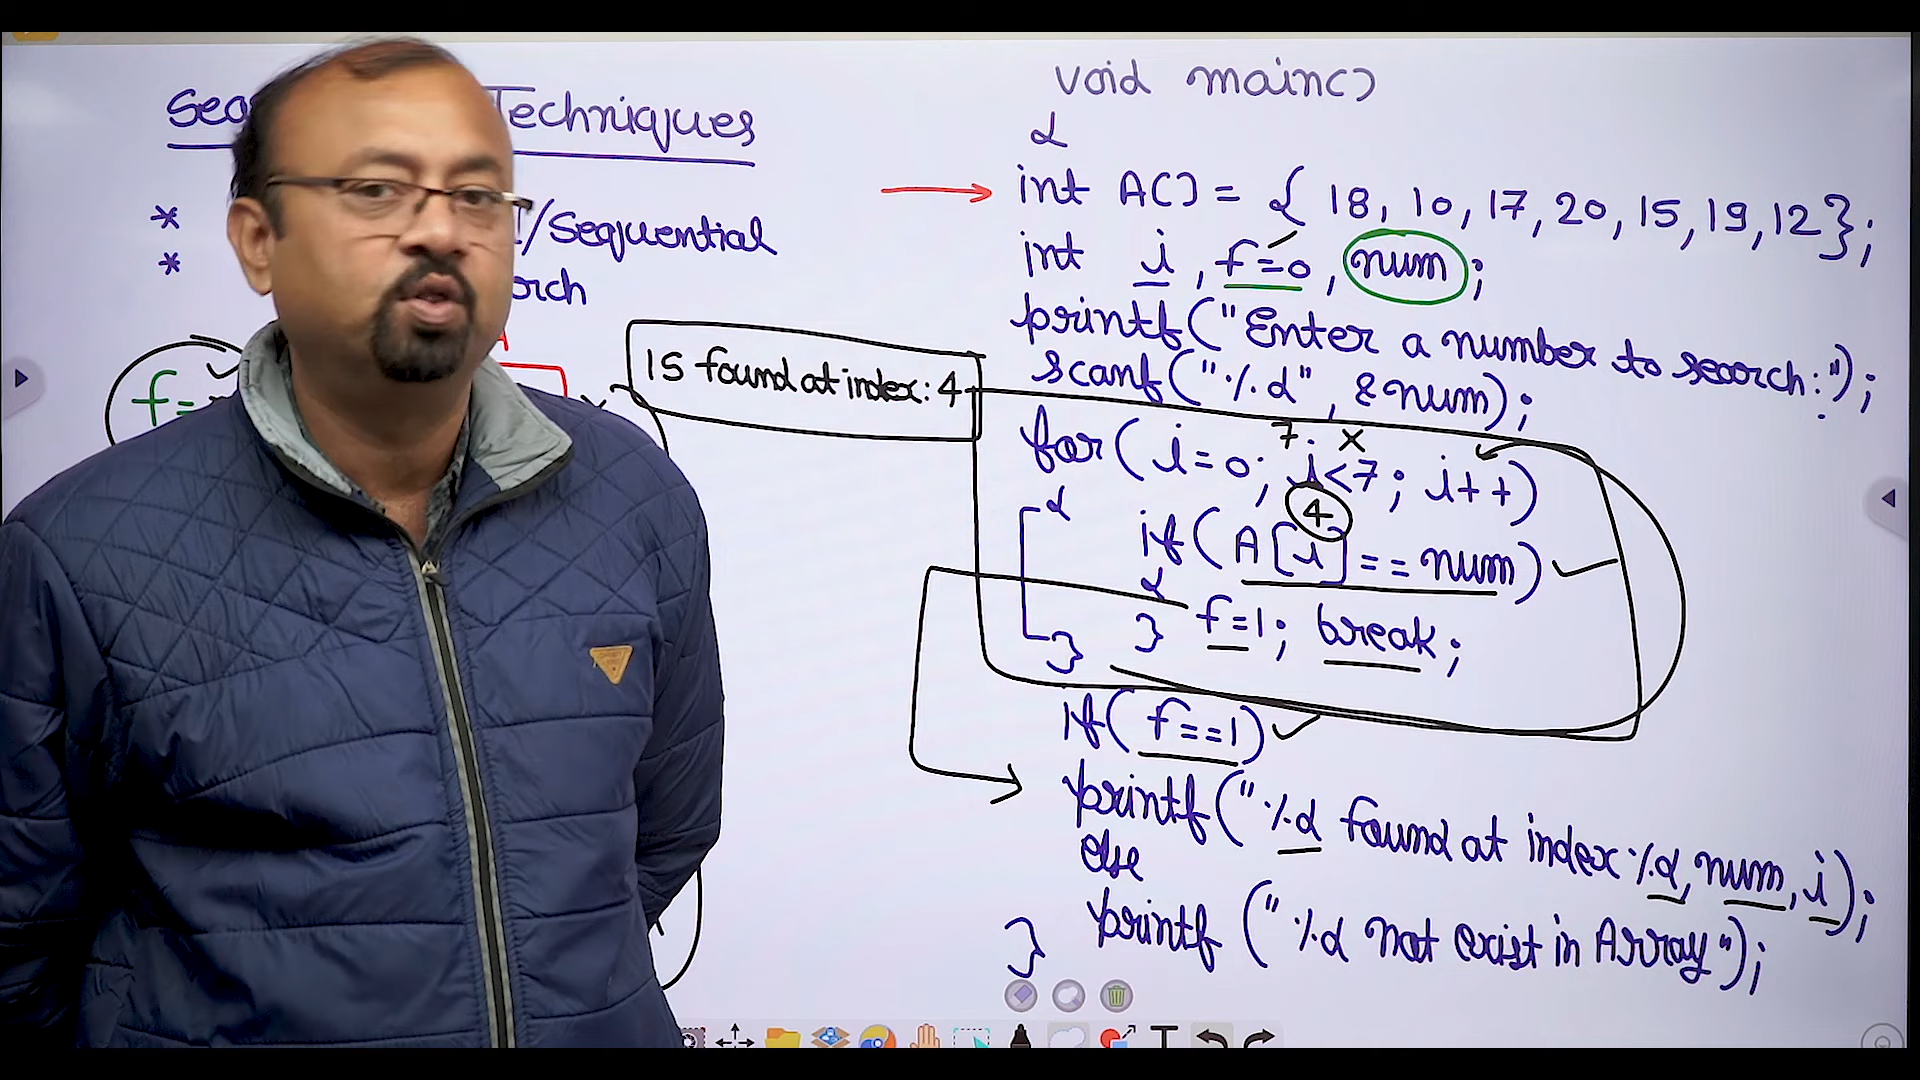 Techniques
* /Sequential
*
f=
15 found at index: 4
void main()
{
int A[] = { 18, 10, 17, 20, 15, 19, 12};
int i, f=0, num;
printf("Enter a number to search:");
scanf("%d", &num);
7 x
for( i=0; i<7; i++)
4
{ if( A[i] == num)
{
} } f=1; break;
if( f==1)
printf("%d found at index %d, num, i);
else
} printf ("%d not exist in Array");
T